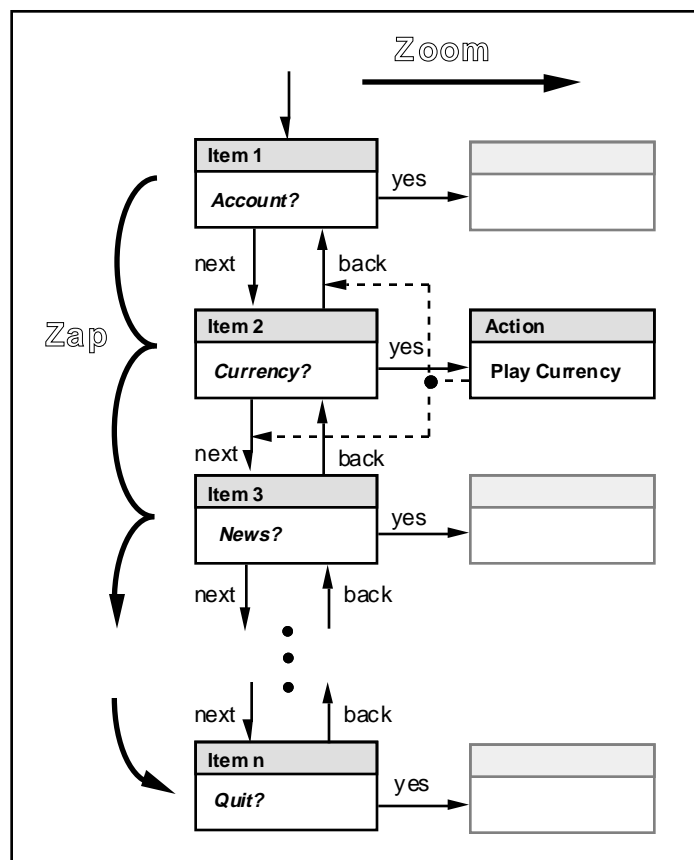 Zoom
Item 1
Account?
yes
next
back
Zap
Item 2
Currency?
yes
Action
Play Currency
next
back
Item 3
News?
yes
next
back
next
back
Item n
Quit?
yes